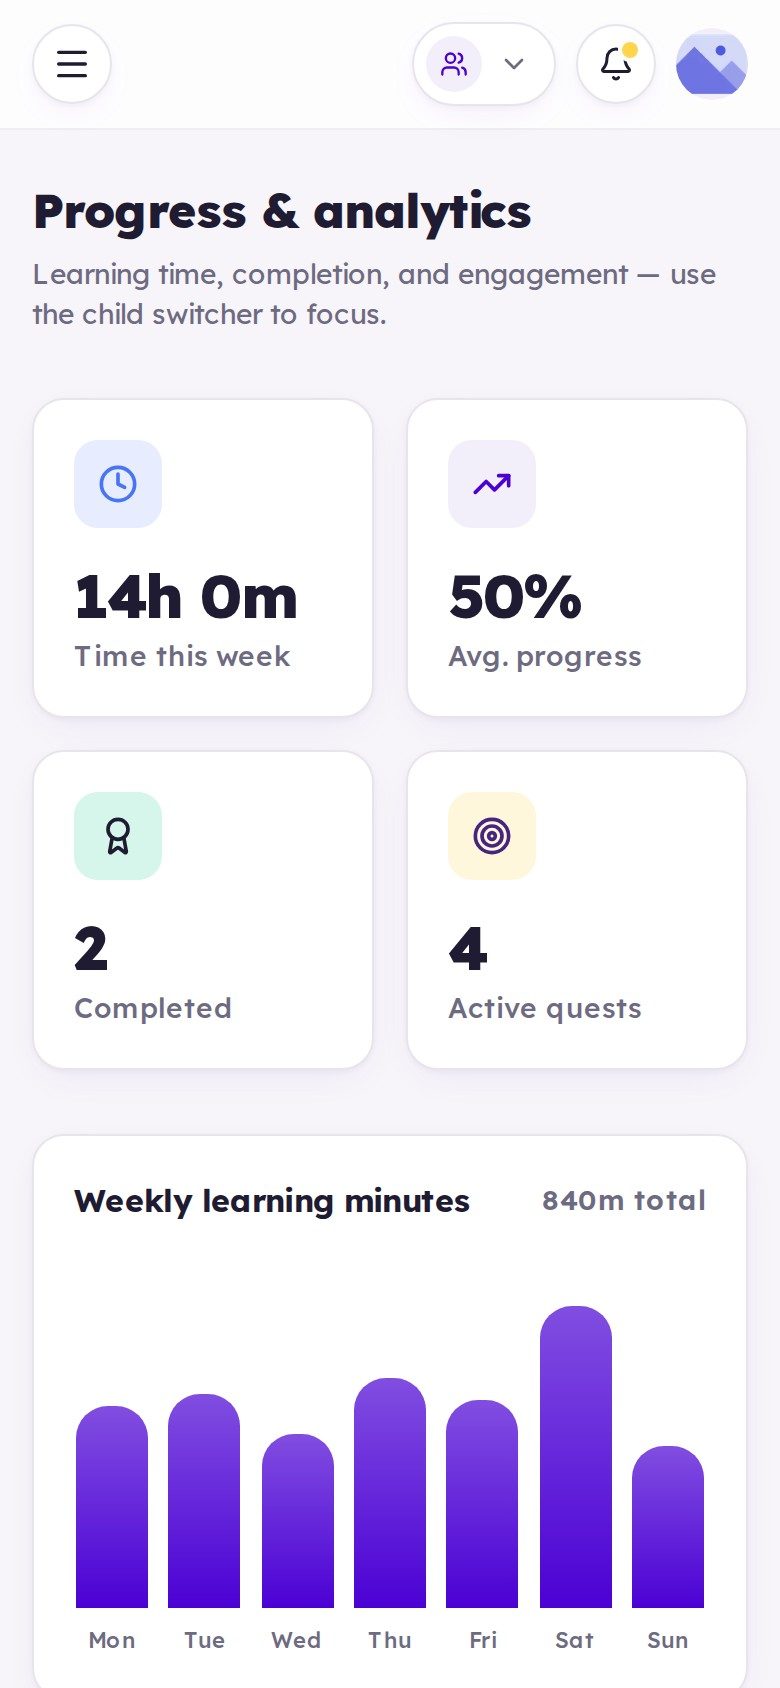 Progress & analytics
Learning time, completion, and engagement — use
the child switcher to focus.
14h 0m
Time this week
50%
Avg. progress
2
Completed
4
Active quests
Weekly learning minutes
840m total
Mon Tue Wed Thu Fri Sat Sun